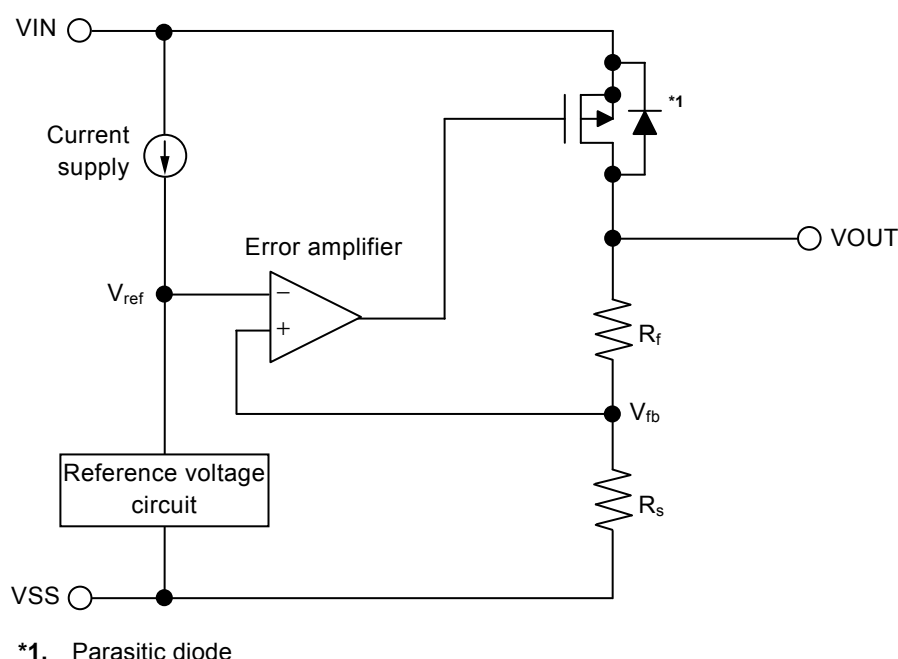 VIN
*1
Current
supply
Error amplifier
VOUT
Vref
−
+
Rf
Vfb
Reference voltage
circuit
Rs
VSS
*1. Parasitic diode